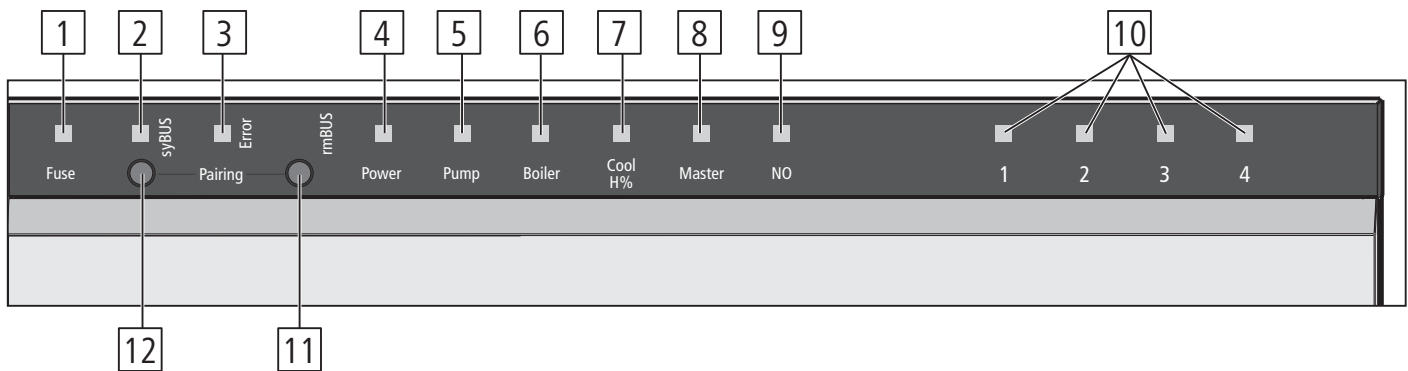 1 2 3 4 5 6 7 8 9 10
syBUS Error rmBUS
Fuse Pairing Power Pump Boiler Cool H% Master NO 1 2 3 4
12 11